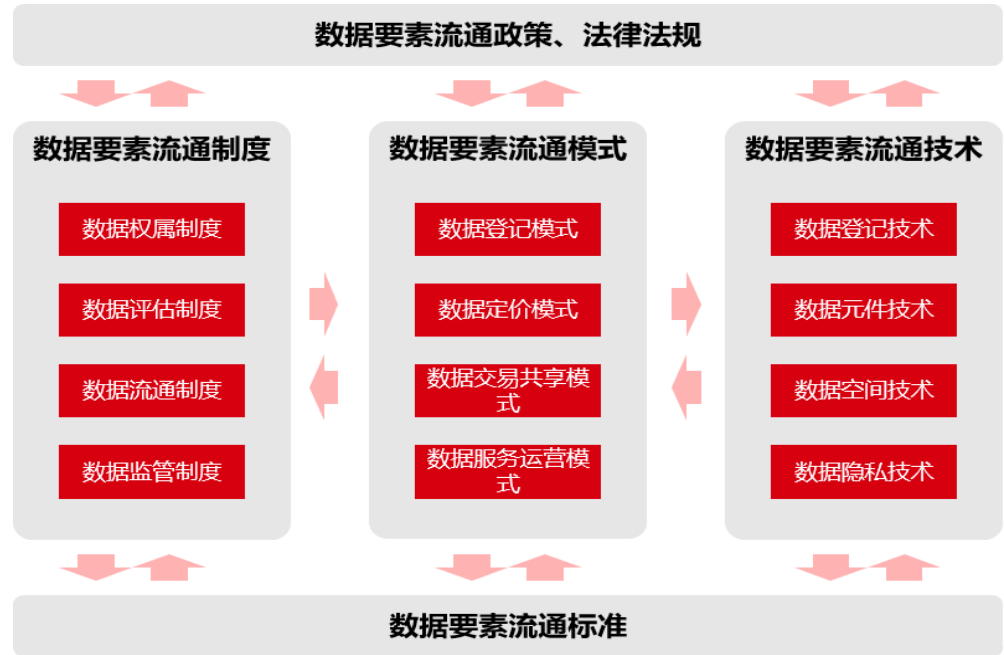 数据要素流通政策、法律法规
数据要素流通制度
数据权属制度
数据评估制度
数据流通制度
数据监管制度
数据要素流通模式
数据登记模式
数据定价模式
数据交易共享模
式
数据服务运营模
式
数据要素流通技术
数据登记技术
数据元件技术
数据空间技术
数据隐私技术
数据要素流通标准